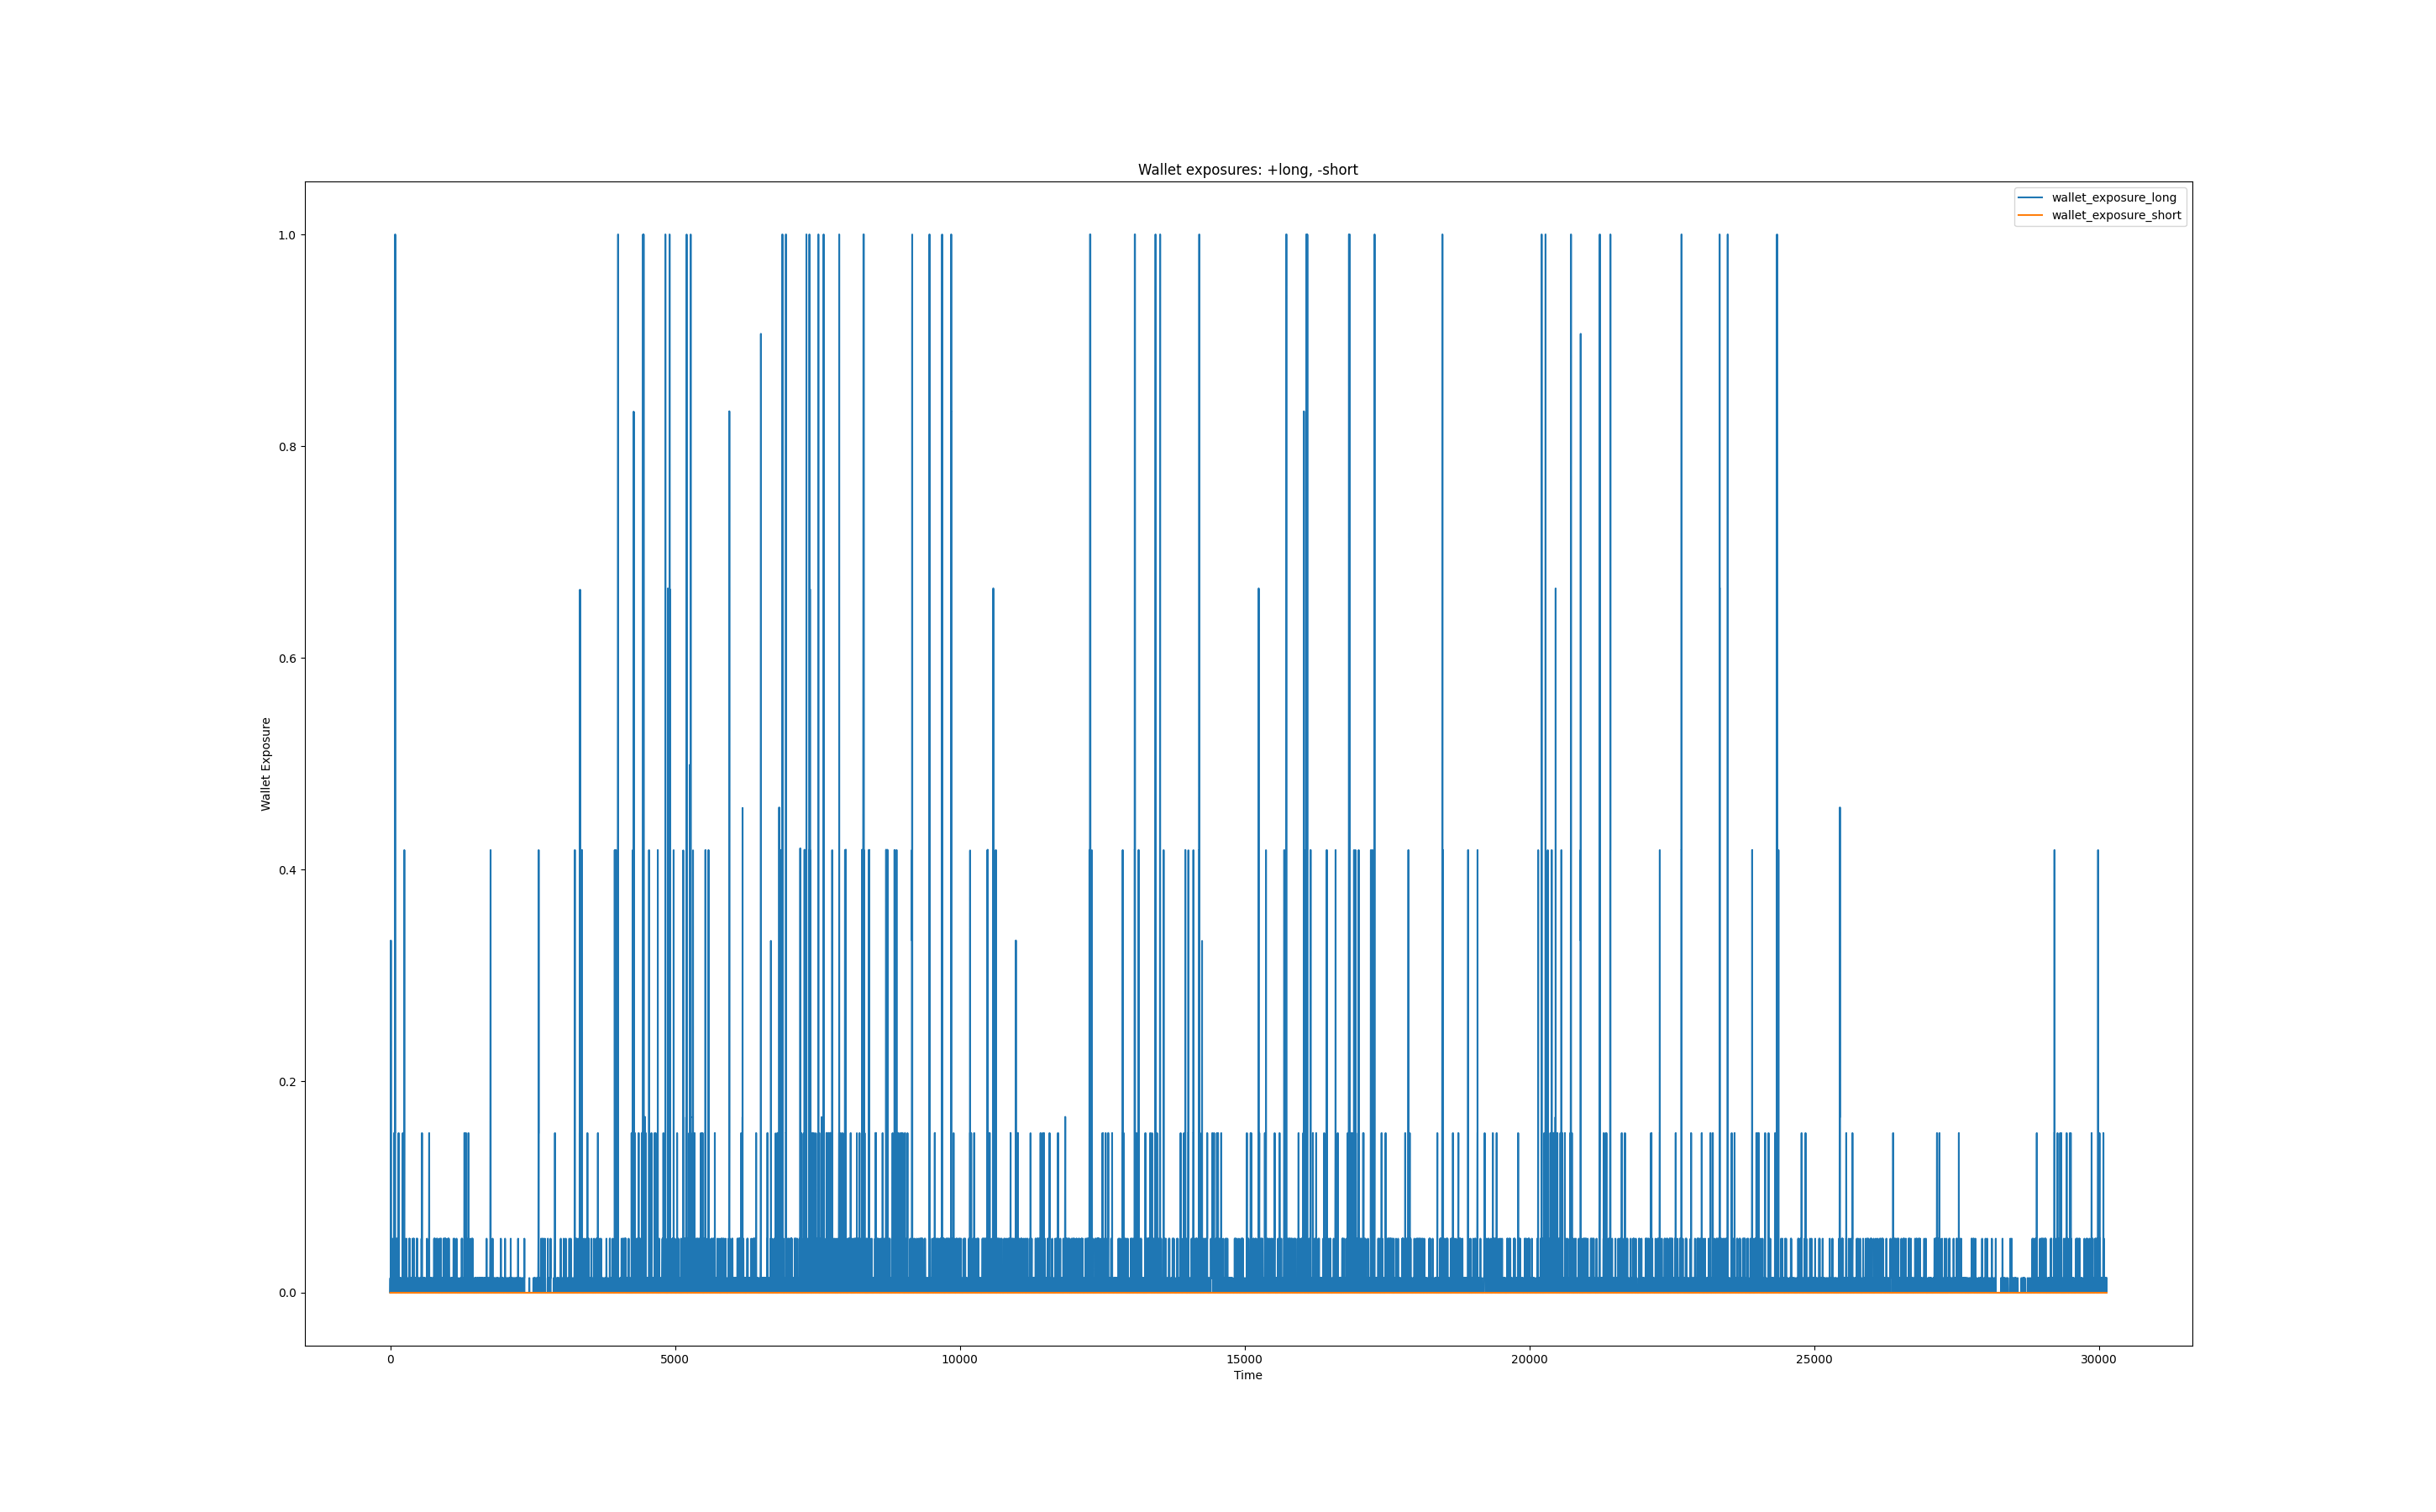 Wallet exposures: +long, -short
wallet_exposure_long
wallet_exposure_short
1.0
0.8
0.6
0.4
0.2
0.0
Wallet Exposure
0 5000 10000 15000 20000 25000 30000
Time